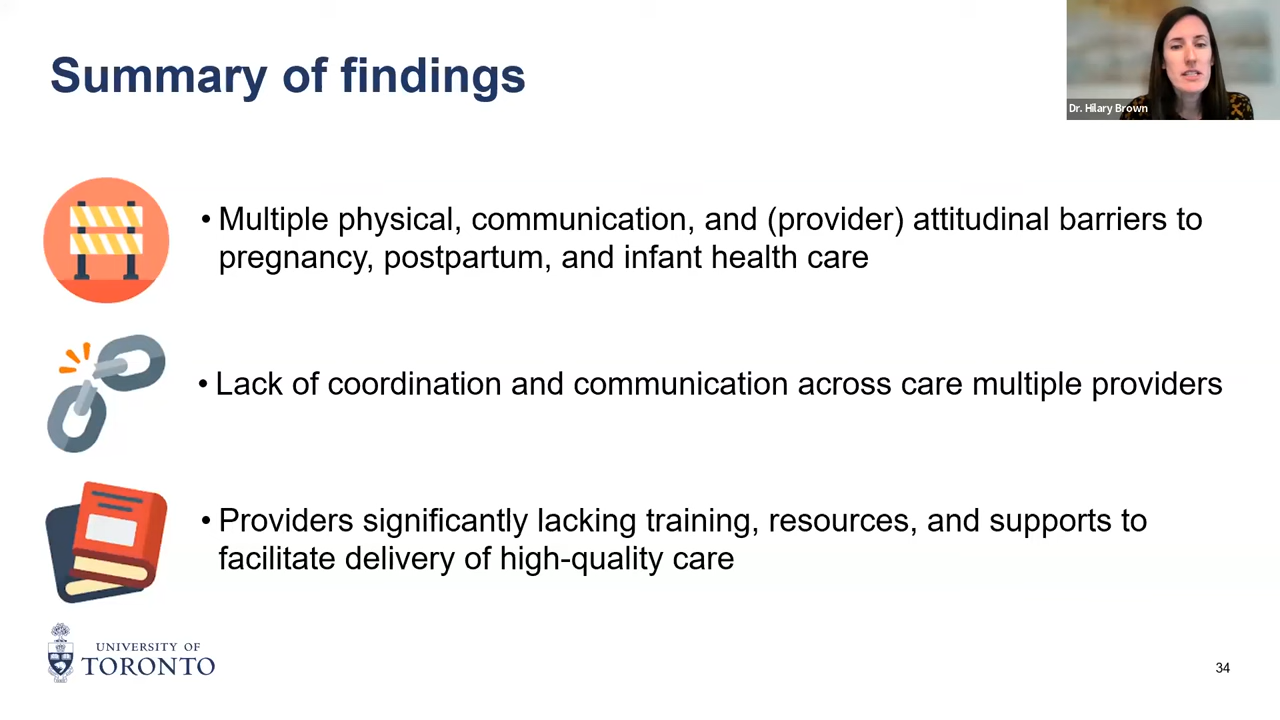 Summary of findings
Dr. Hilary Brown
• Multiple physical, communication, and (provider) attitudinal barriers to
pregnancy, postpartum, and infant health care
• Lack of coordination and communication across care multiple providers
• Providers significantly lacking training, resources, and supports to
facilitate delivery of high-quality care
UNIVERSITY OF
TORONTO
34